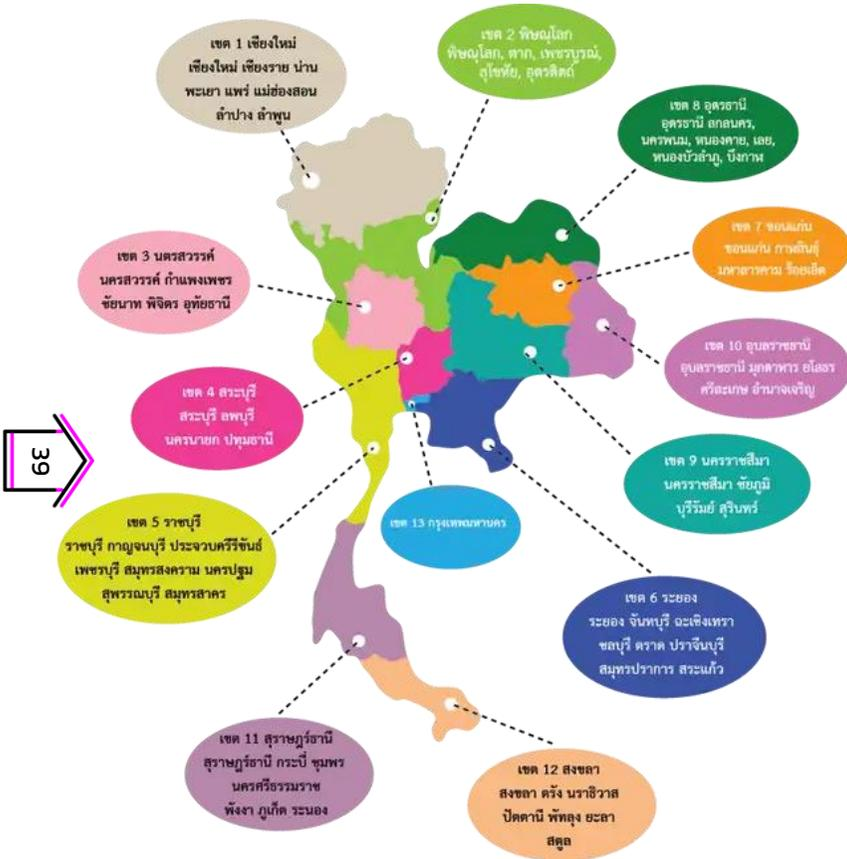 เขต 1 เชียงใหม่
เชียงใหม่ เชียงราย น่าน
พะเยา แพร่ แม่ฮ่องสอน
ลำปาง ลำพูน
เขต 2 พิษณุโลก
พิษณุโลก, ตาก, เพชรบูรณ์,
สุโขทัย, อุตรดิตถ์
เขต 8 อุดรธานี
อุดรธานี สกลนคร,
นครพนม, หนองคาย, เลย,
หนองบัวลำภู, บึงกาฬ
เขต 3 นครสวรรค์
นครสวรรค์ กำแพงเพชร
ชัยนาท พิจิตร อุทัยธานี
เขต 7 ขอนแก่น
ขอนแก่น กาฬสินธุ์
มหาสารคาม ร้อยเอ็ด
เขต 10 อุบลราชธานี
อุบลราชธานี มุกดาหาร ยโสธร
ศรีสะเกษ อำนาจเจริญ
เขต 4 สระบุรี
สระบุรี ลพบุรี
นครนายก ปทุมธานี
39
เขต 9 นครราชสีมา
นครราชสีมา ชัยภูมิ
บุรีรัมย์ สุรินทร์
เขต 5 ราชบุรี
ราชบุรี กาญจนบุรี ประจวบคีรีขันธ์
เพชรบุรี สมุทรสงคราม นครปฐม
สุพรรณบุรี สมุทรสาคร
เขต 13 กรุงเทพมหานคร
เขต 6 ระยอง
ระยอง จันทบุรี ฉะเชิงเทรา
ชลบุรี ตราด ปราจีนบุรี
สมุทรปราการ สระแก้ว
เขต 11 สุราษฎร์ธานี
สุราษฎร์ธานี กระบี่ ชุมพร
นครศรีธรรมราช
พังงา ภูเก็ต ระนอง
เขต 12 สงขลา
สงขลา ตรัง นราธิวาส
ปัตตานี พัทลุง ยะลา
สตูล